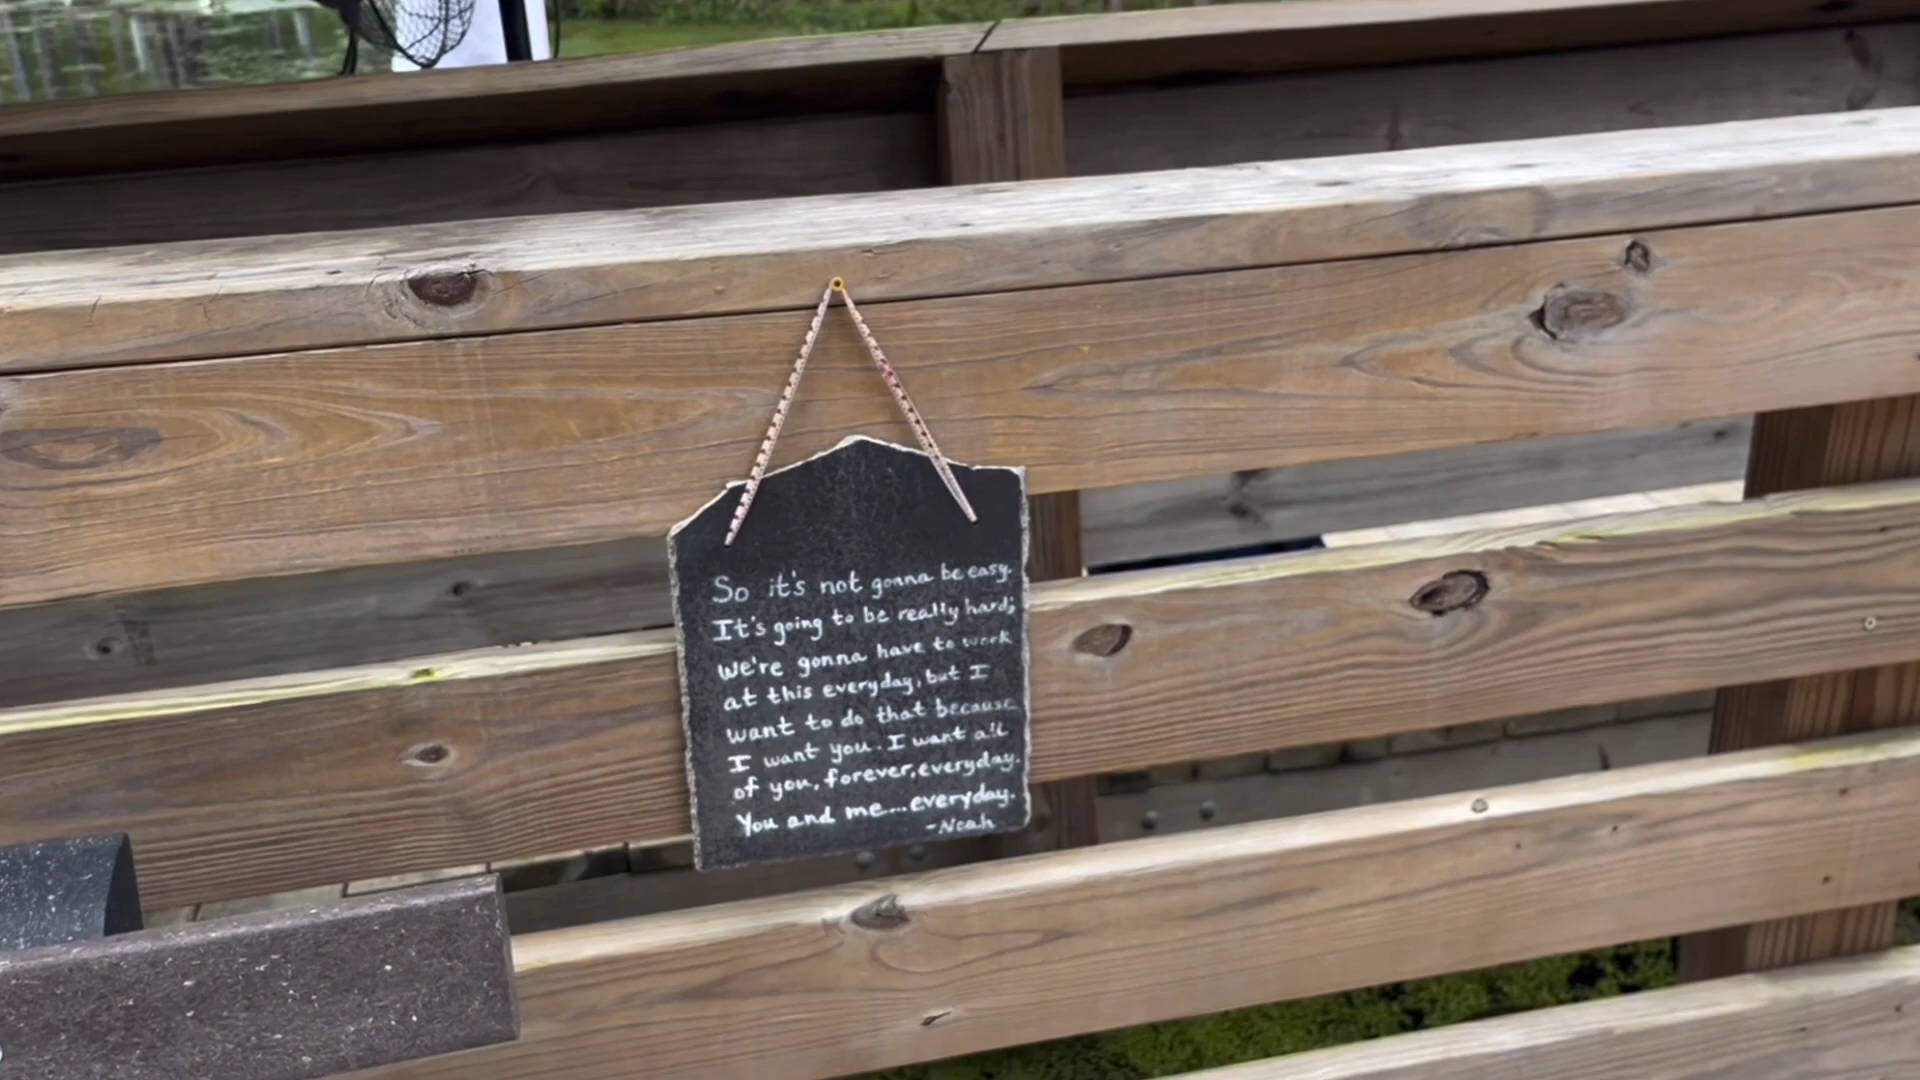 So it's not gonna be easy.
It's going to be really hard;
we're gonna have to work
at this everyday, but I
want to do that because
I want you. I want all
of you, forever, everyday.
You and me... everyday.
-Noah